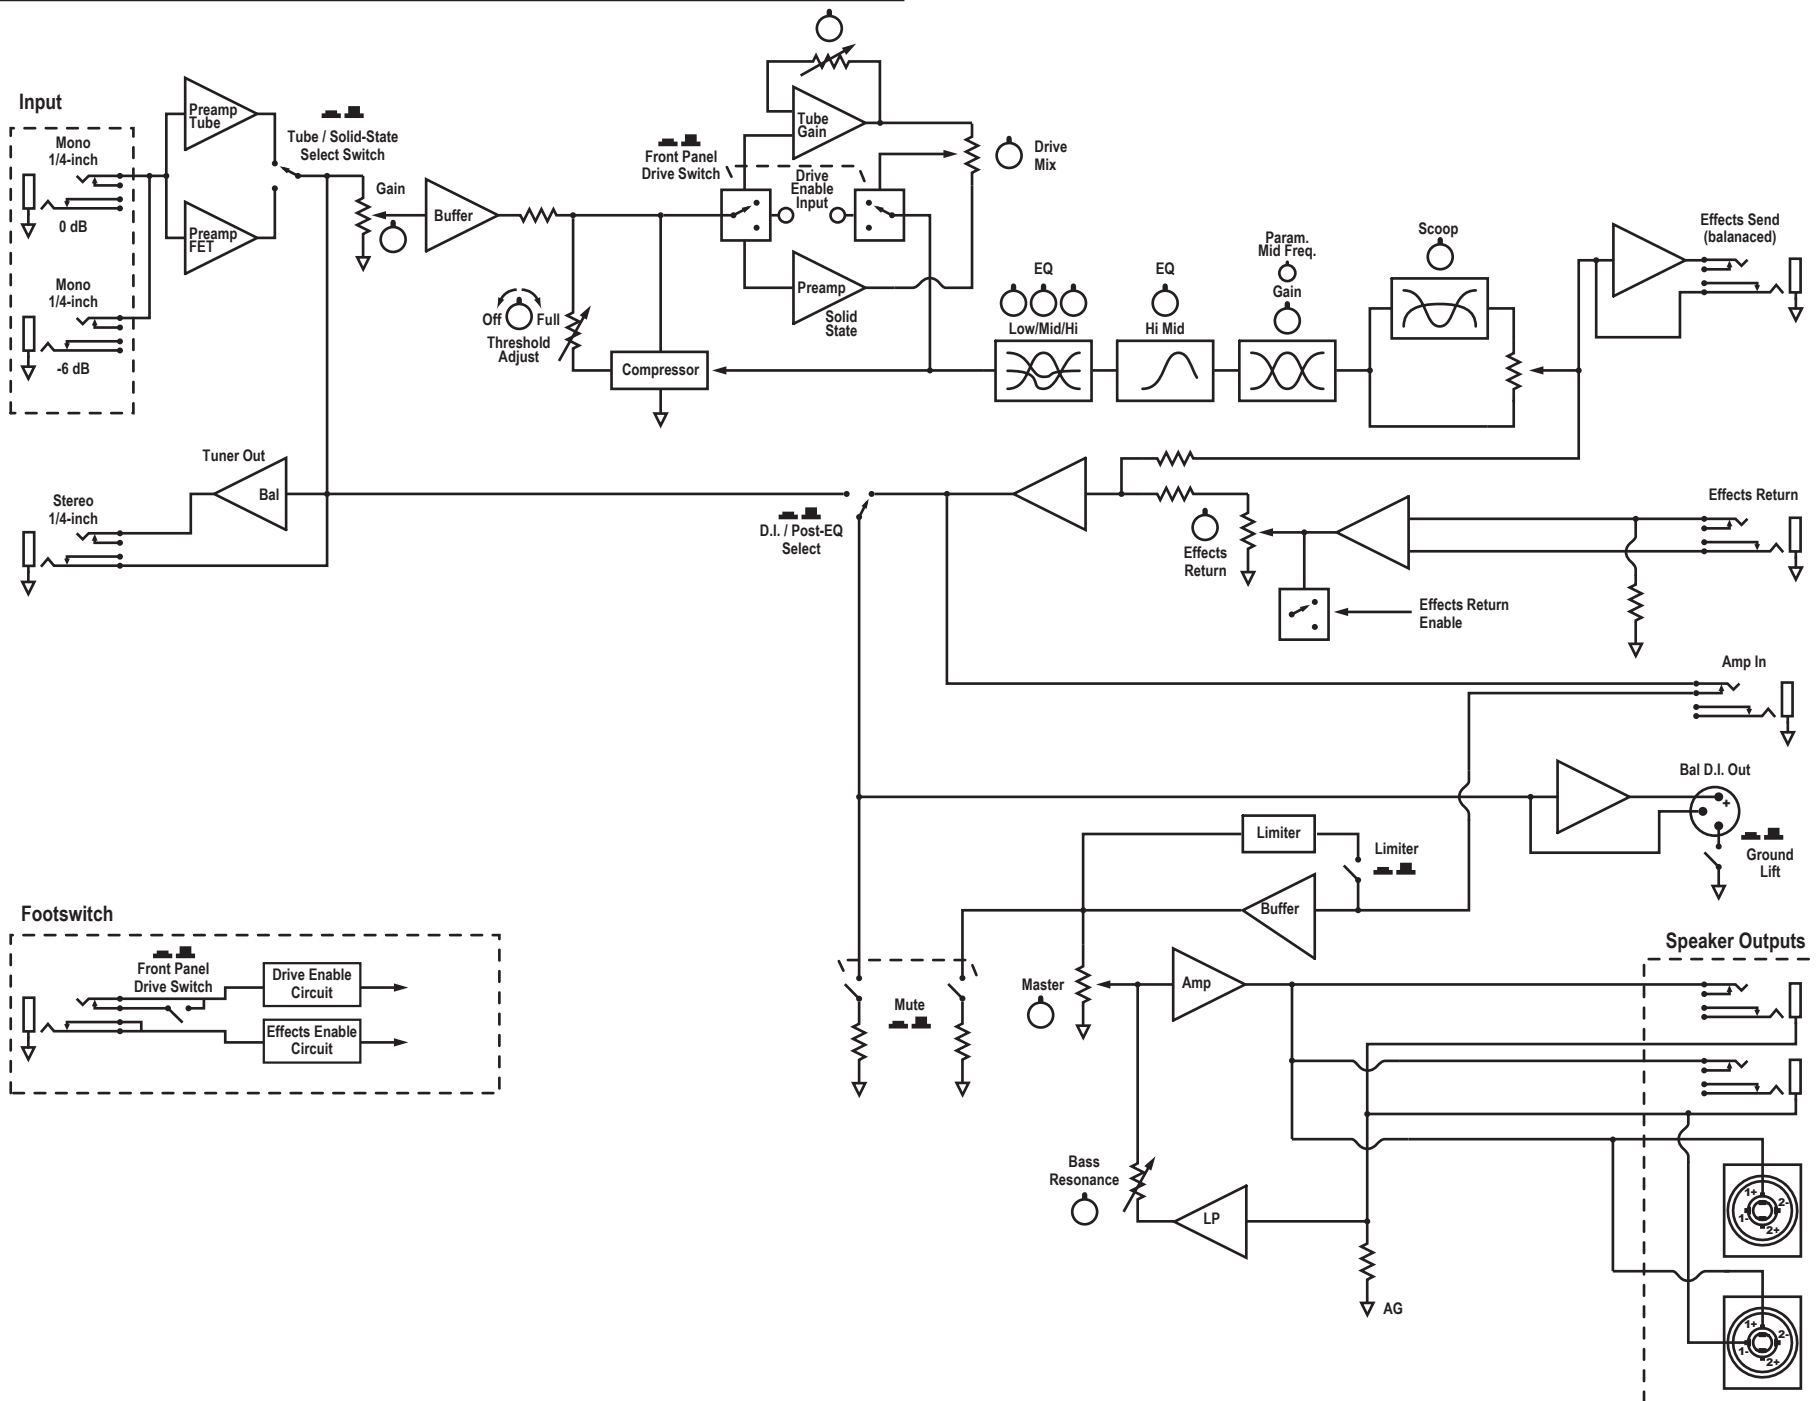 Input
Mono
1/4-inch
0 dB
Mono
1/4-inch
-6 dB
Preamp
Tube
Preamp
FET
Tube / Solid-State
Select Switch
Gain
Buffer
Off
Full
Threshold
Adjust
Compressor
Front Panel
Drive Switch
Tube
Gain
Drive
Enable
Input
Preamp
Solid
State
Drive
Mix
EQ
Low/Mid/Hi
EQ
Hi Mid
Param.
Mid Freq.
Gain
Scoop
Effects Send
(balanaced)
Tuner Out
Bal
Stereo
1/4-inch
D.I. / Post-EQ
Select
Effects
Return
Effects Return
Enable
Effects Return
Amp In
Bal D.I. Out
+
Ground
Lift
Limiter
Limiter
Buffer
Footswitch
Front Panel
Drive Switch
Drive Enable
Circuit
Effects Enable
Circuit
Mute
Master
Amp
Speaker Outputs
Bass
Resonance
LP
AG
1+
2-
1-
2+
1+
2-
1-
2+